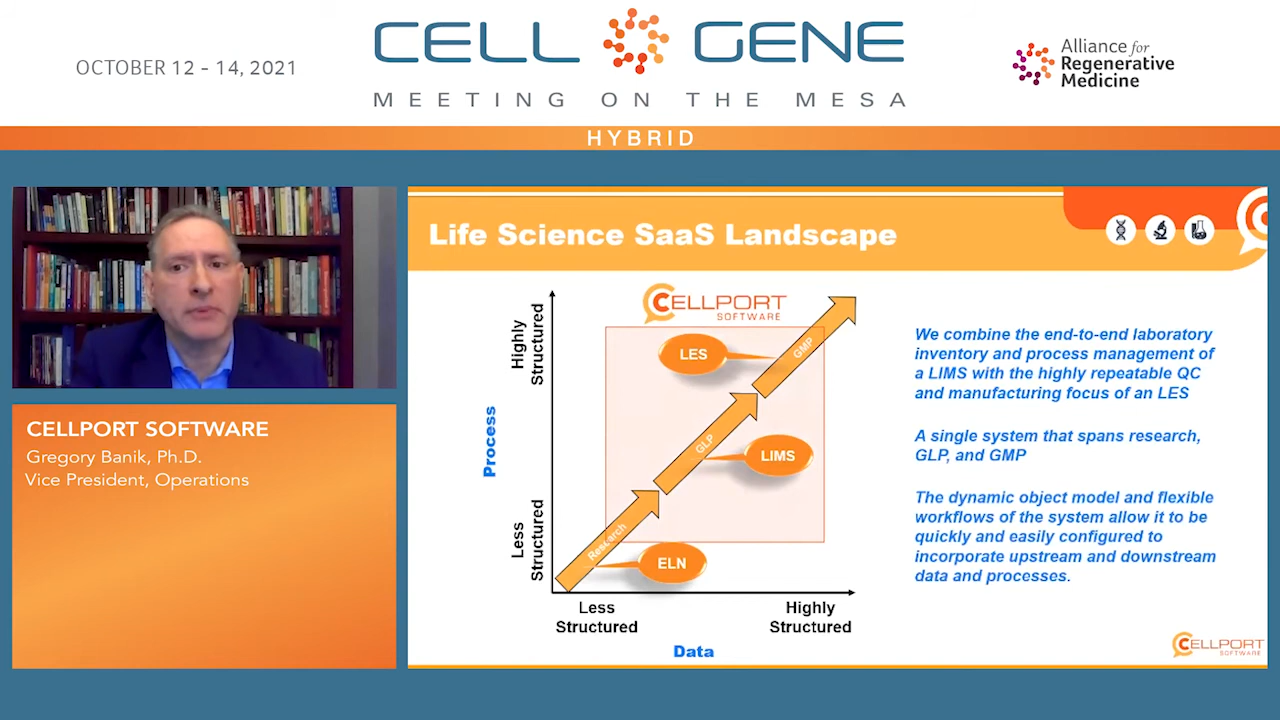 OCTOBER 12 - 14, 2021
CELL GENE
MEETING ON THE MESA
Alliance for
Regenerative
Medicine
HYBRID
CELLPORT SOFTWARE
Gregory Banik, Ph.D.
Vice President, Operations
Life Science SaaS Landscape
CELLPORT
SOFTWARE
Highly
Structured
Process
Less
Structured
LES
GMP
GLP
LIMS
Research
ELN
Less
Structured
Highly
Structured
Data
We combine the end-to-end laboratory
inventory and process management of
a LIMS with the highly repeatable QC
and manufacturing focus of an LES
A single system that spans research,
GLP, and GMP
The dynamic object model and flexible
workflows of the system allow it to be
quickly and easily configured to
incorporate upstream and downstream
data and processes.
CELLPORT
SOFTWARE